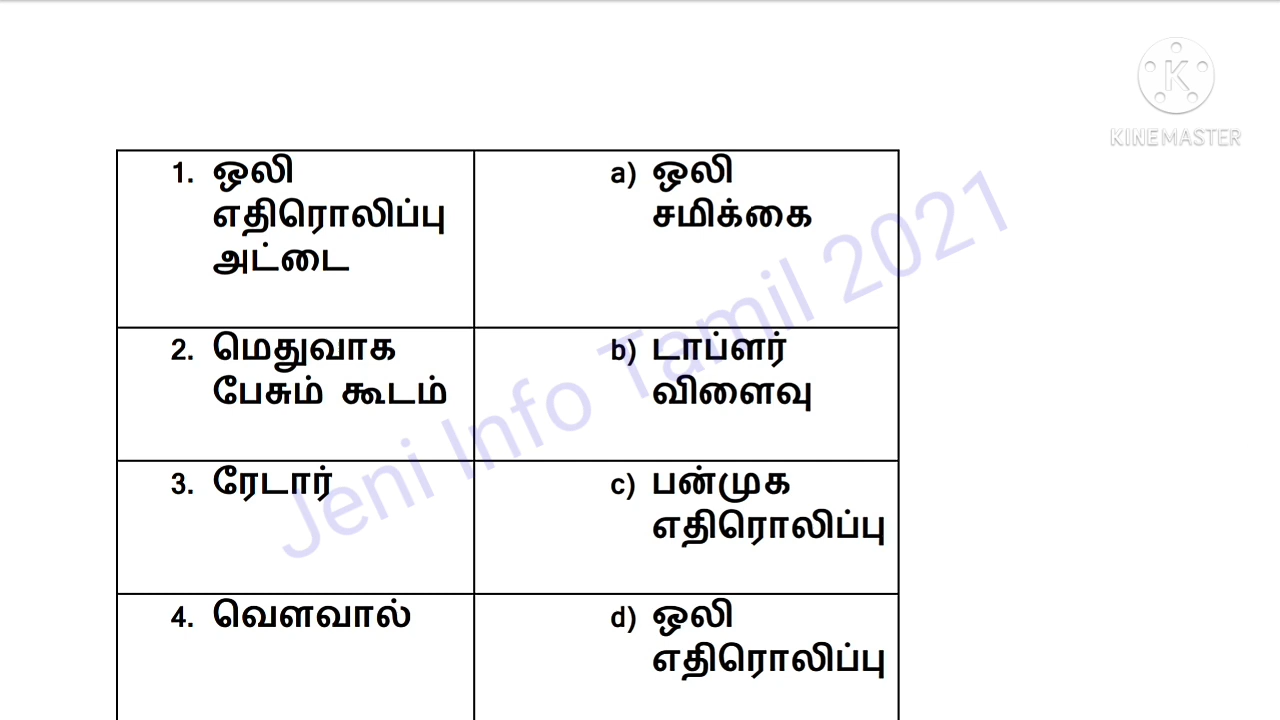 KINEMASTER
1. ஒலி
எதிரொலிப்பு
அட்டை
a) ஒலி
சமிக்கை
2. மெதுவாக
பேசும் கூடம்
b) டாப்ளர்
விளைவு
3. ரேடார்
c) பன்முக
எதிரொலிப்பு
4. வௌவால்
d) ஒலி
எதிரொலிப்பு
Jeni Info Tamil 2021